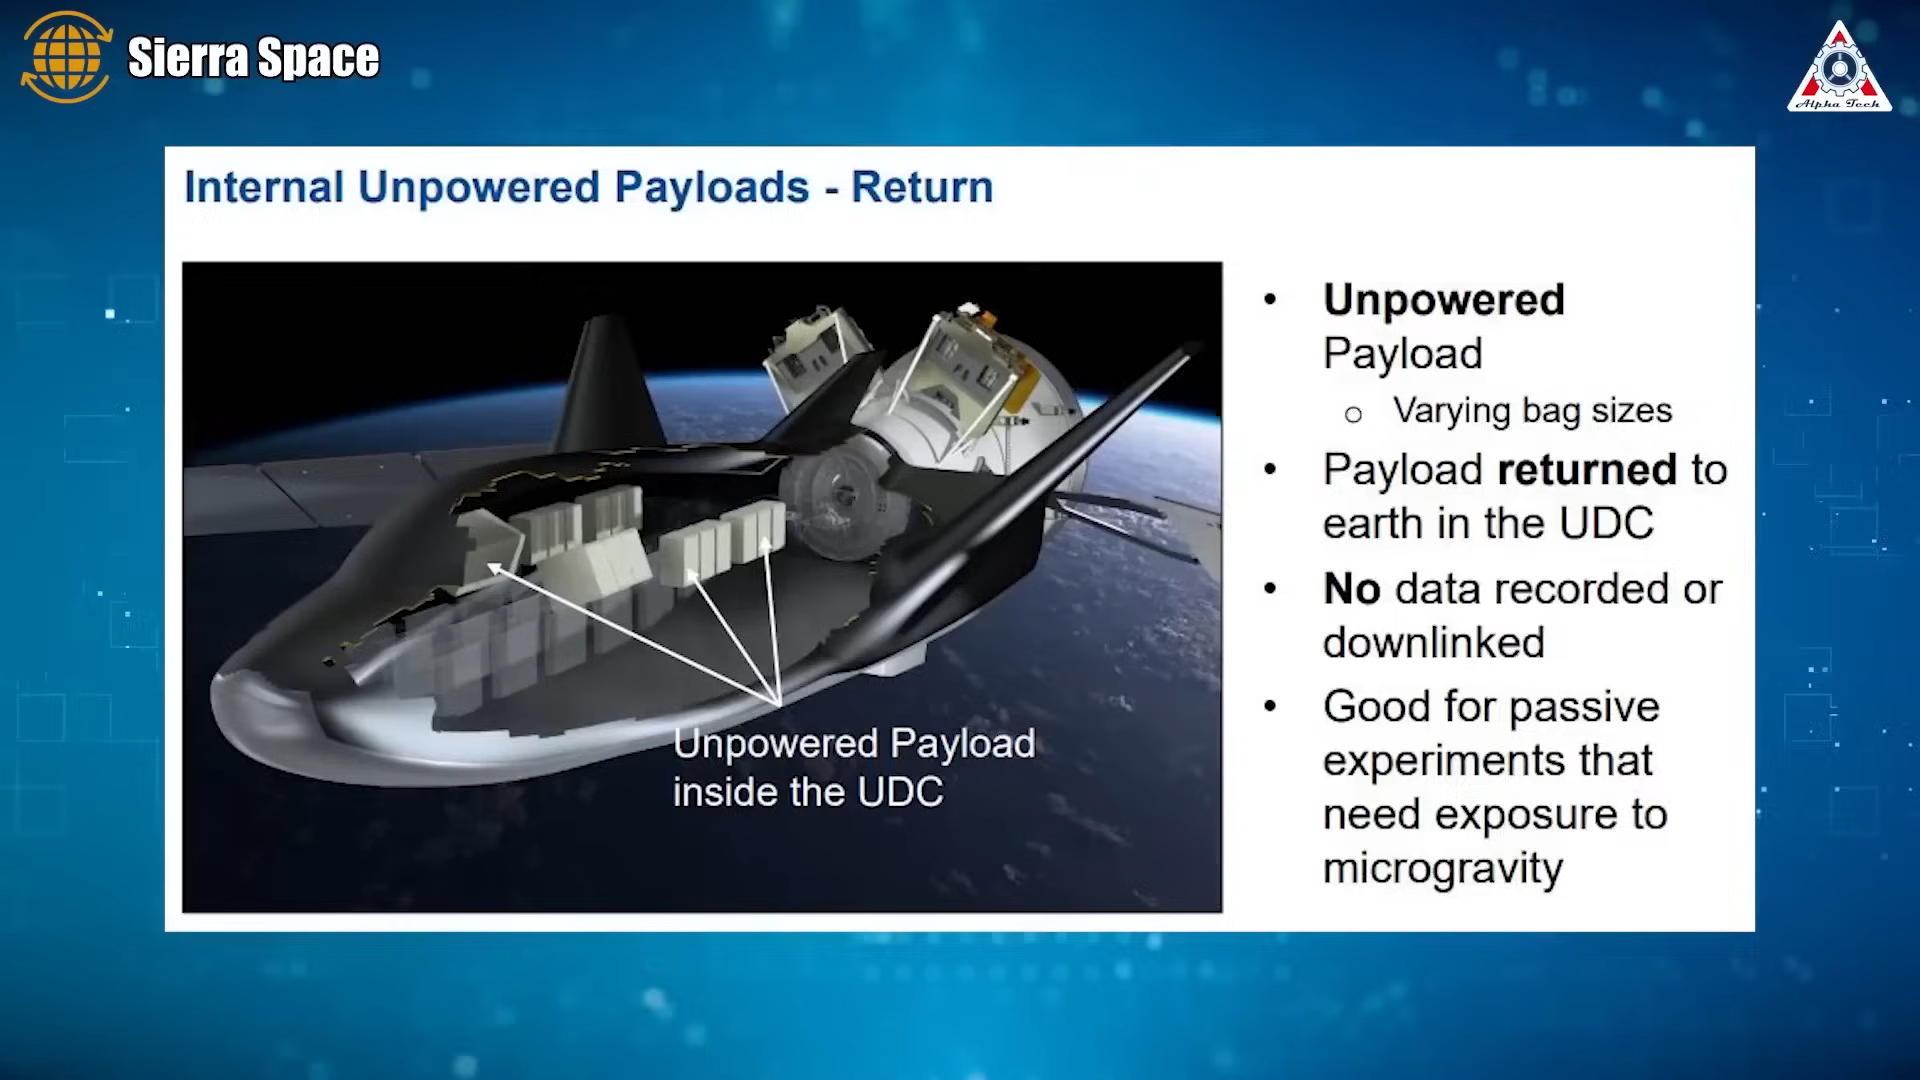 Sierra Space
Alpha Tech
Internal Unpowered Payloads - Return
Unpowered Payload
inside the UDC
• Unpowered
Payload
o Varying bag sizes
• Payload returned to
earth in the UDC
• No data recorded or
downlinked
• Good for passive
experiments that
need exposure to
microgravity